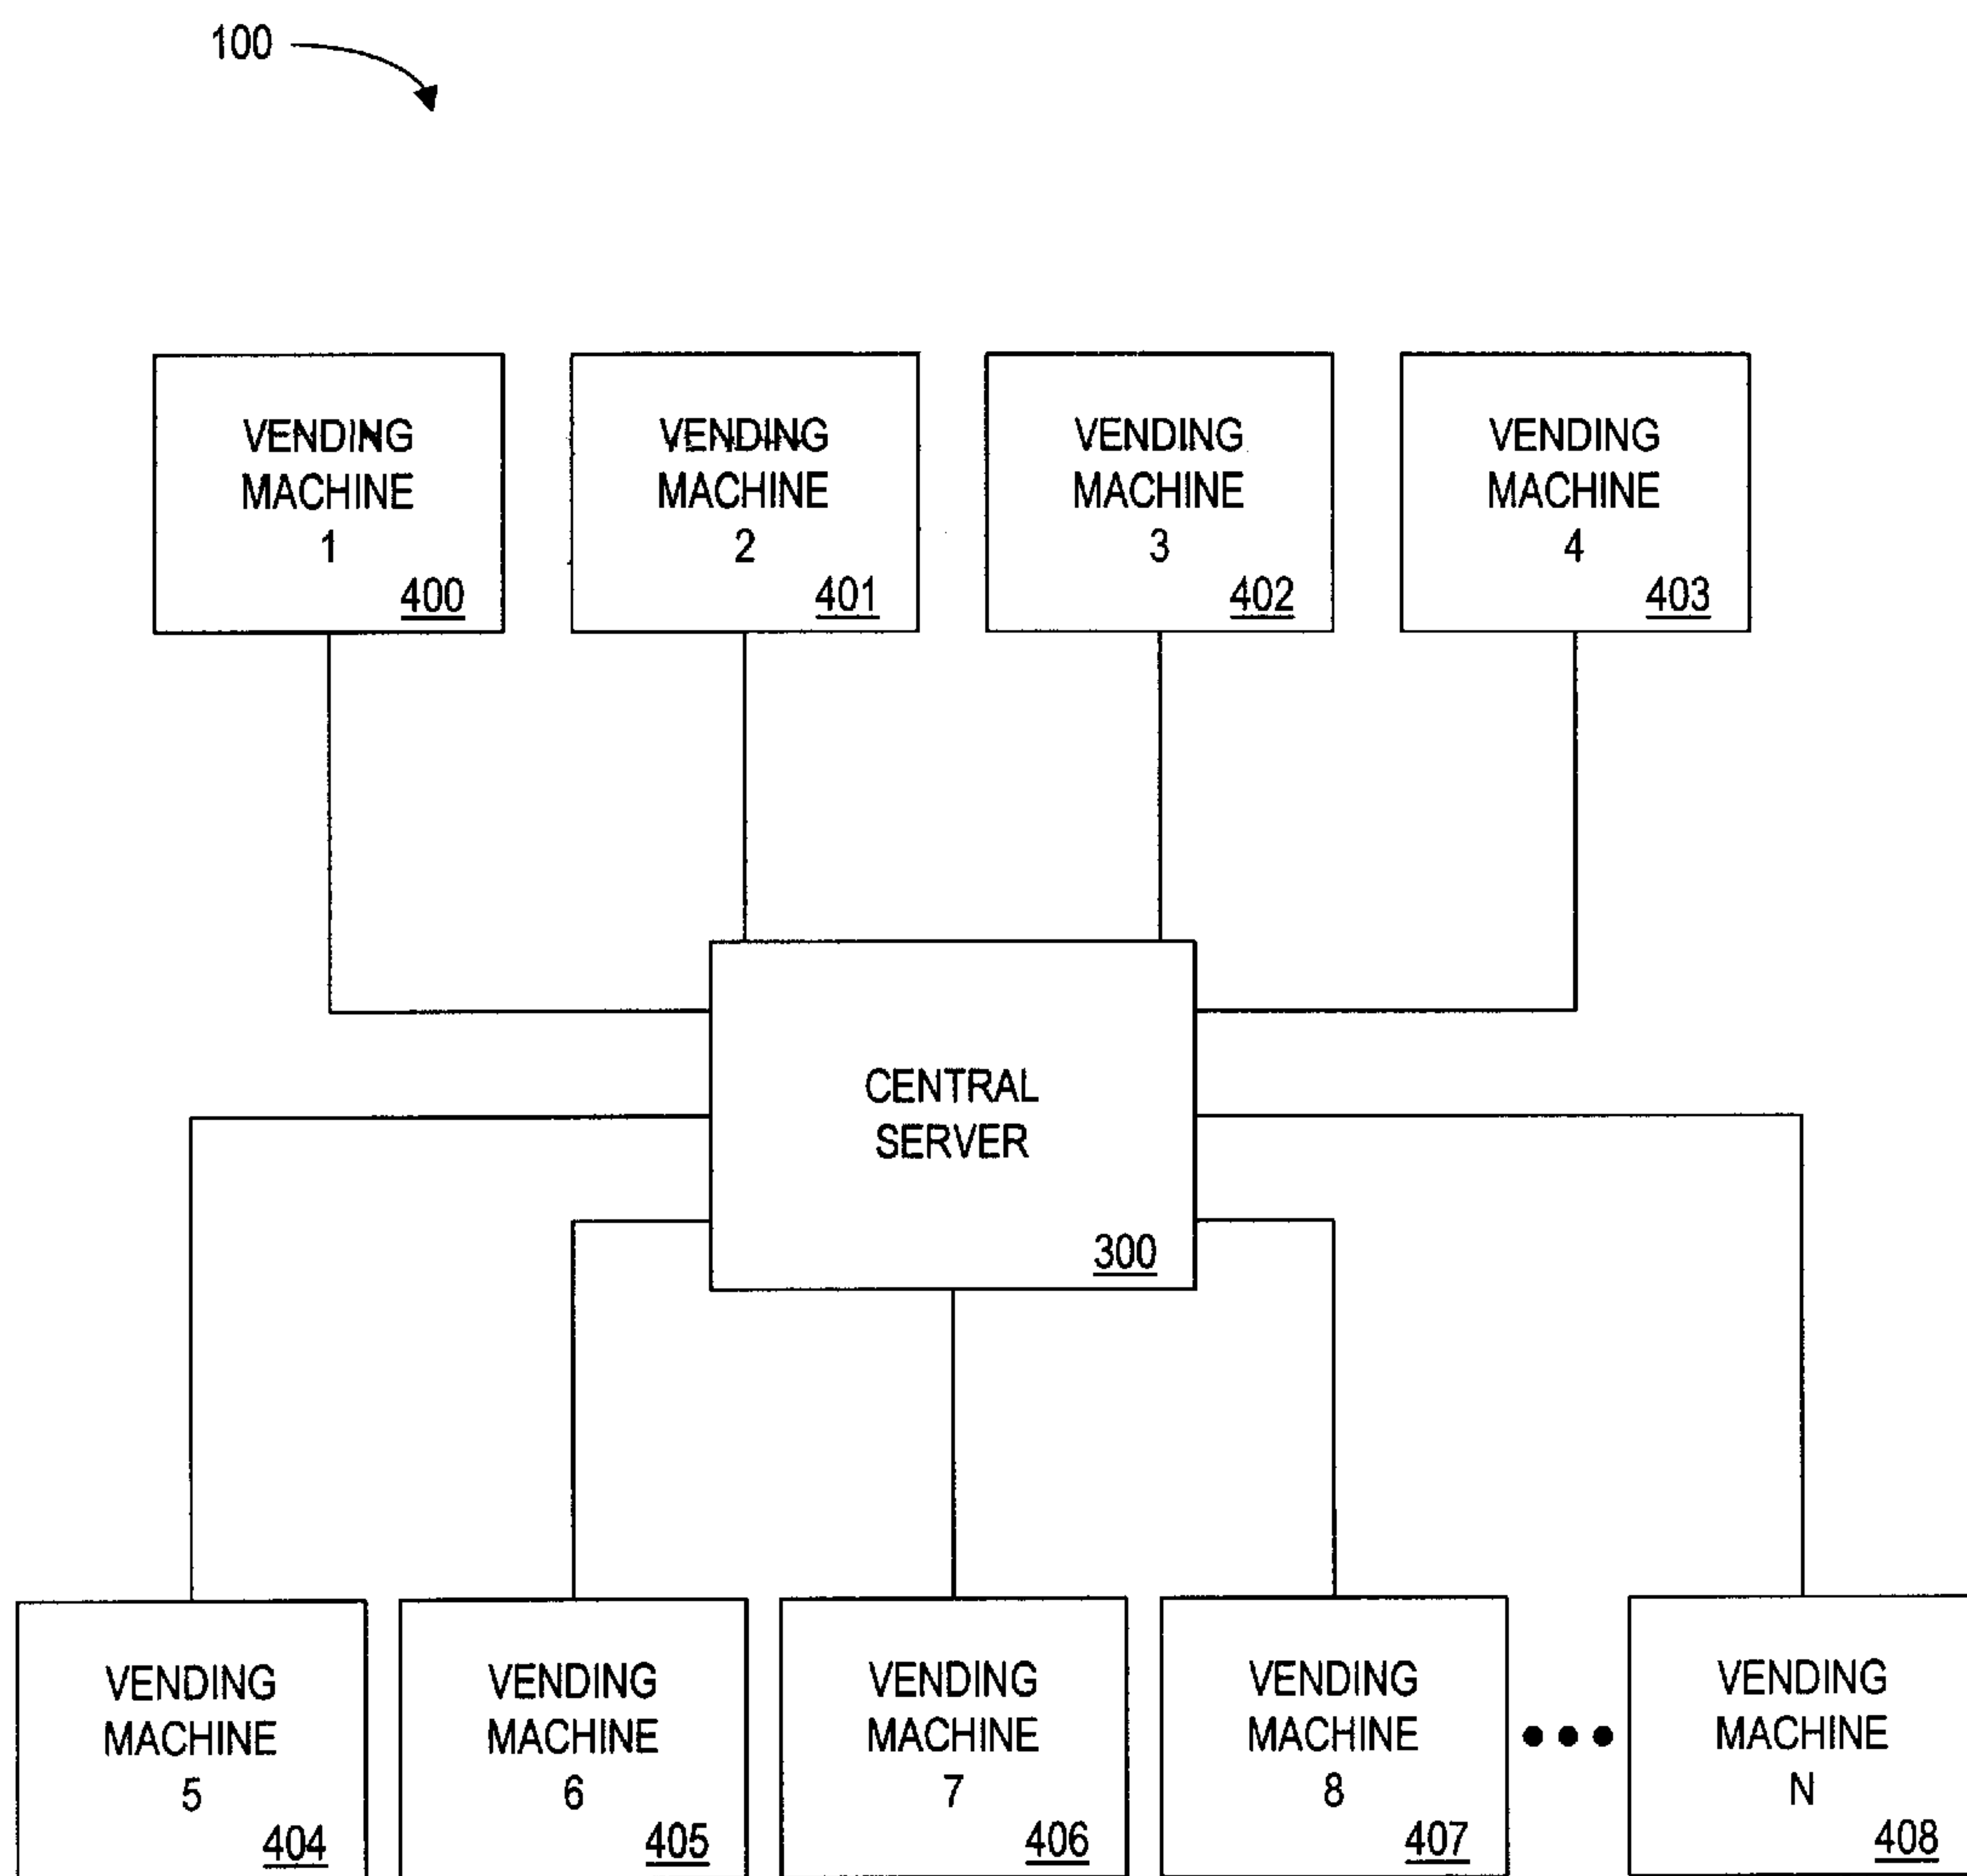 100
VENDING
MACHINE
1
400
VENDING
MACHINE
2
401
VENDING
MACHINE
3
402
VENDING
MACHINE
4
403
CENTRAL
SERVER
300
VENDING
MACHINE
5
404
VENDING
MACHINE
6
405
VENDING
MACHINE
7
406
VENDING
MACHINE
8
407
VENDING
MACHINE
N
408